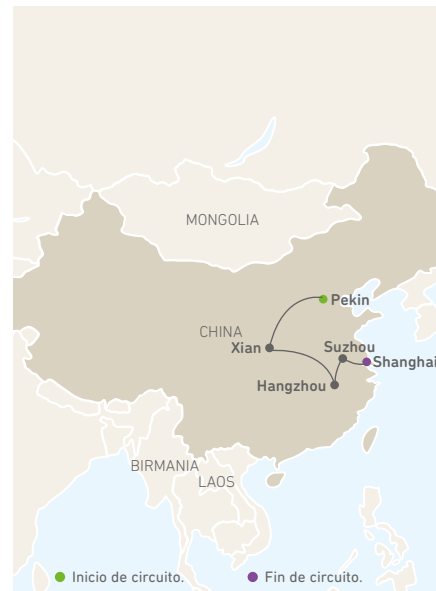 MONGOLIA
Pekin
CHINA
Suzhou
Xian
Shanghai
Hangzhou
BIRMANIA
LAOS
Inicio de circuito.
Fin de circuito.